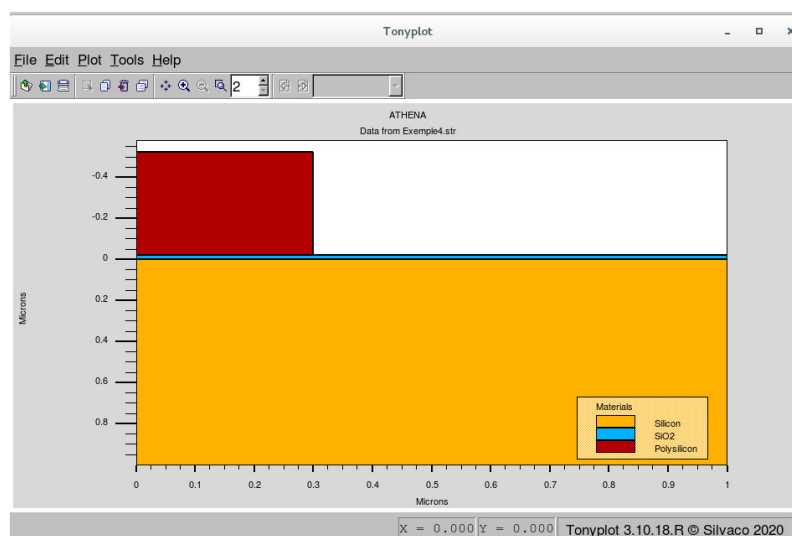 Tonyplot
File Edit Plot Tools Help
2
ATHENA
Data from Exemple4.str
-0.4
-0.2
0
0.2
0.4
0.6
0.8
Microns
Materials
Silicon
SiO2
Polysilicon
0 0.1 0.2 0.3 0.4 0.5 0.6 0.7 0.8 0.9 1
Microns
X = 0.000 Y = 0.000 Tonyplot 3.10.18.R © Silvaco 2020